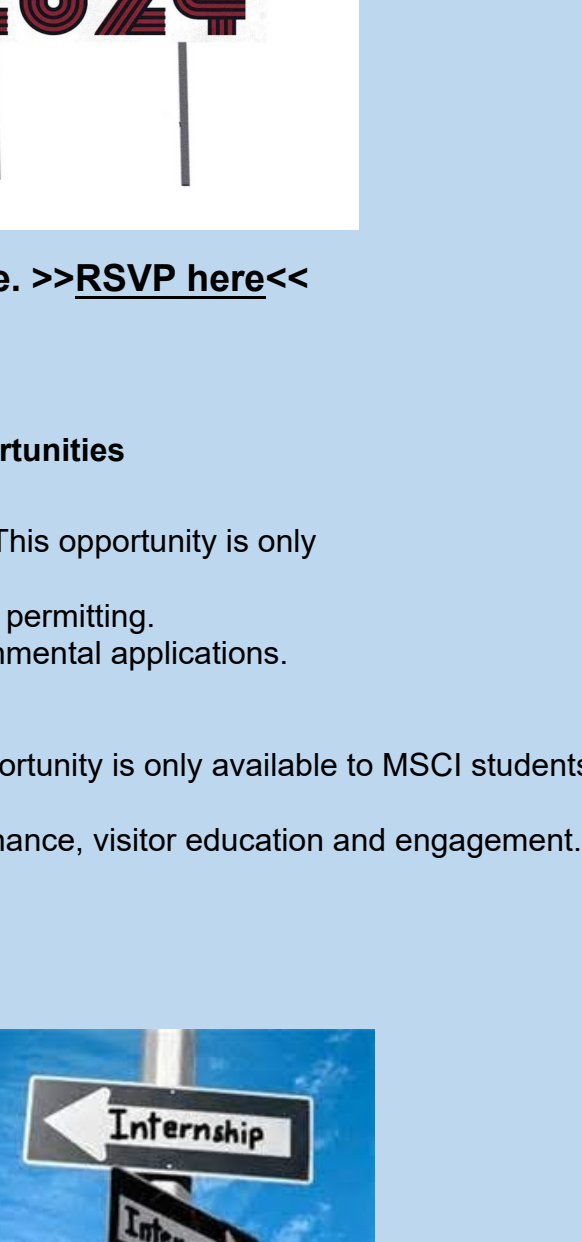 2024
e. >>RSVP here<<
rtunities
This opportunity is only
permitting.
nmental applications.
ortunity is only available to MSCI students
nance, visitor education and engagement.
Internship